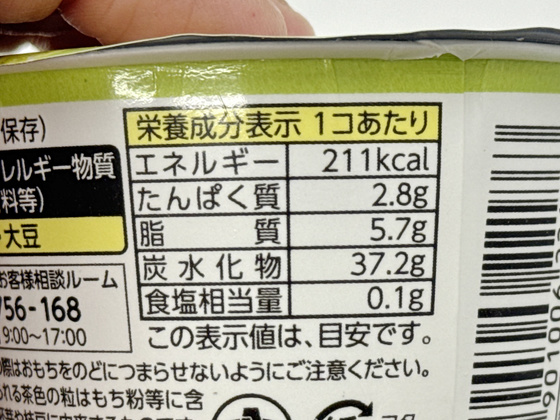 保存)
レルギー物質
料等)
大豆
お客様相談ルーム
756-168
9:00~17:00
栄養成分表示 1コあたり
エネルギー 211kcal
たんぱく質 2.8g
脂質 5.7g
炭水化物 37.2g
食塩相当量 0.1g
この表示値は、目安です。
際はおもちをのどにつまらせないようにご注意ください。
れる茶色の粒はもち粉等に含